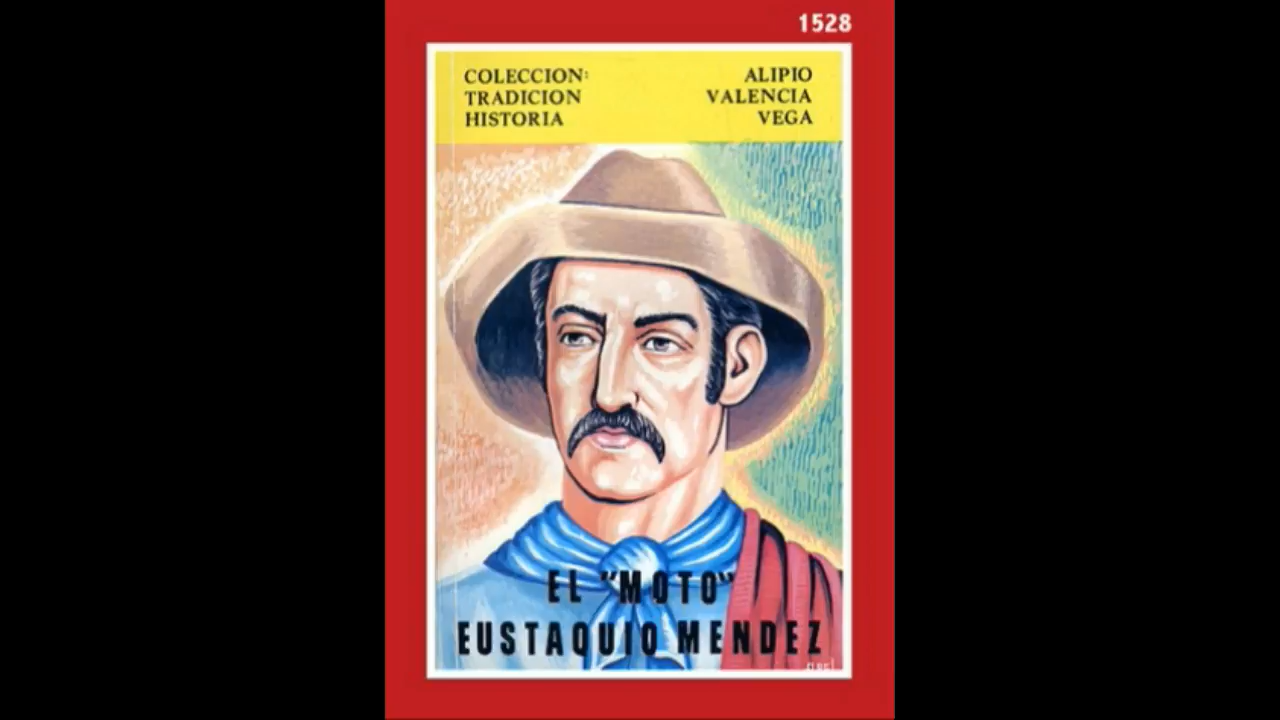 1528
COLECCION:
TRADICION
HISTORIA
ALIPIO
VALENCIA
VEGA
EL "MOTO"
EUSTAQUIO MENDEZ